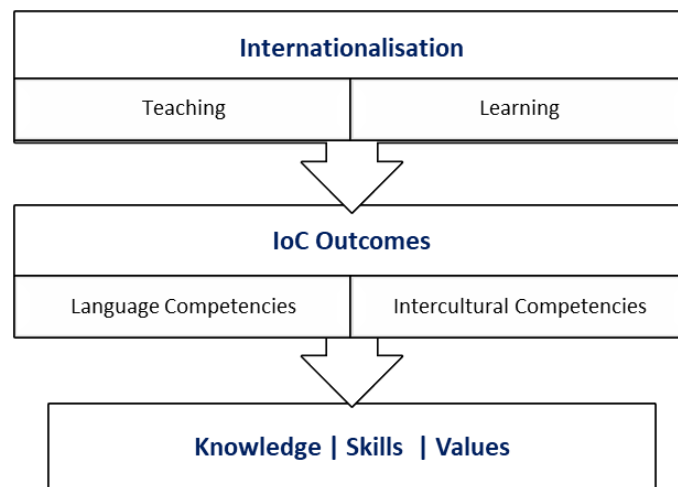 Internationalisation
Teaching
Learning
IoC Outcomes
Language Competencies
Intercultural Competencies
Knowledge | Skills | Values